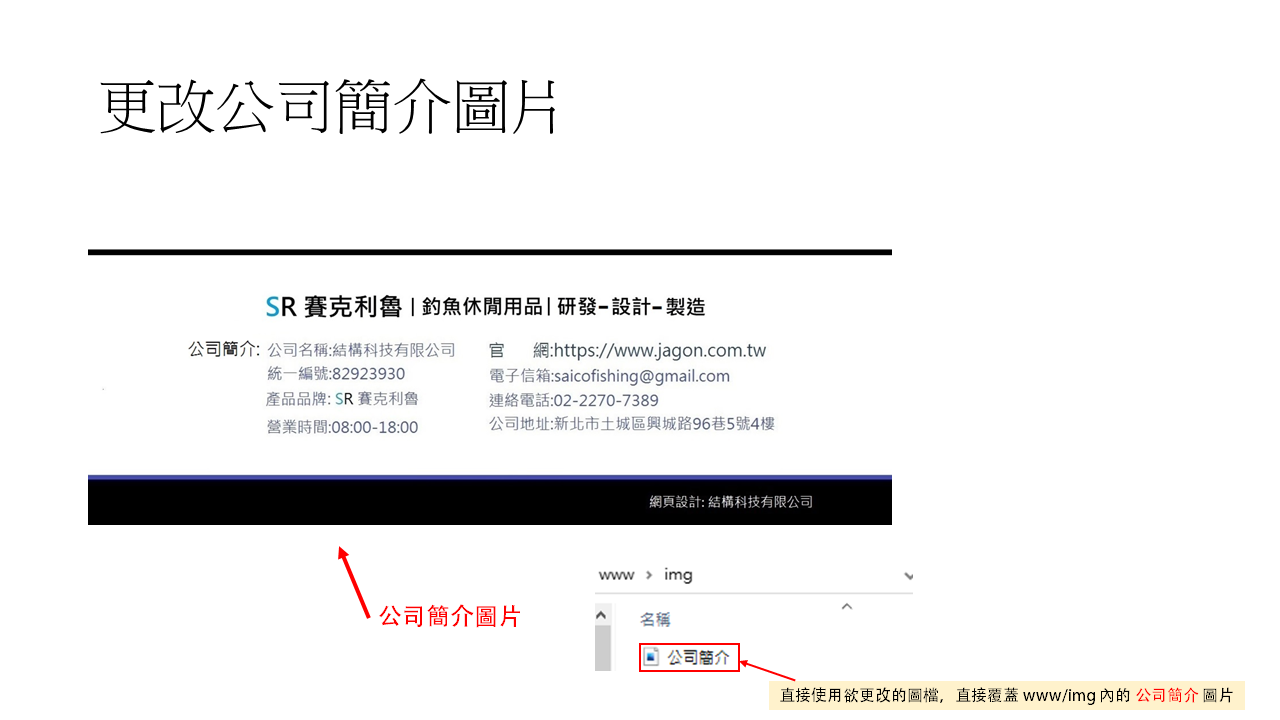 更改公司簡介圖片
SR 賽克利魯 | 釣魚休閒用品| 研發-設計-製造
公司簡介:
公司名稱:結構科技有限公司
統一編號:82923930
產品品牌: SR 賽克利魯
營業時間:08:00-18:00
官 網:https://www.jagon.com.tw
電子信箱:saicofishing@gmail.com
連絡電話:02-2270-7389
公司地址:新北市土城區興城路96巷5號4樓
網頁設計: 結構科技有限公司
公司簡介圖片
www › img
名稱
公司簡介
直接使用欲更改的圖檔，直接覆蓋 www/img 內的 公司簡介 圖片